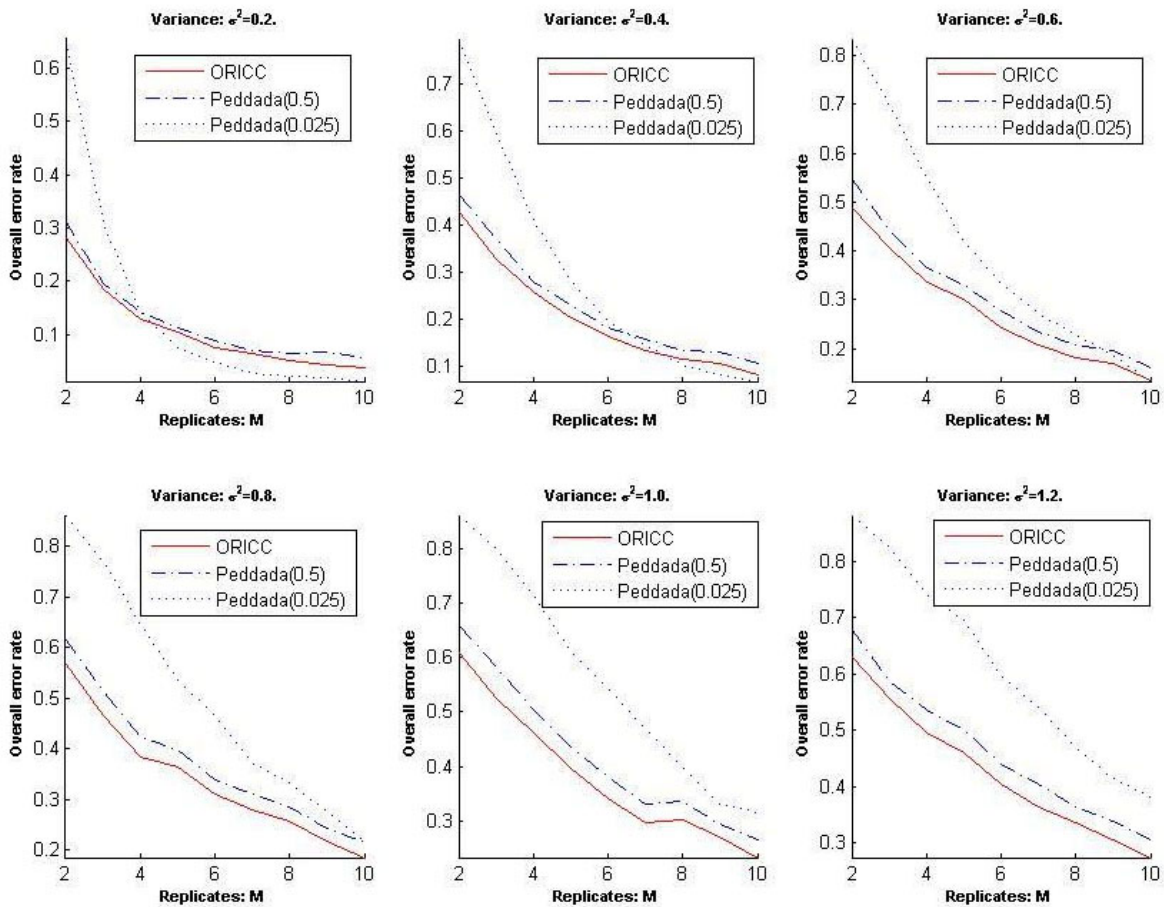 Variance: σ²=0.2.
0.6
0.5
0.4
0.3
0.2
0.1
Overall error rate
ORICC
Peddada(0.5)
Peddada(0.025)
2 4 6 8 10
Replicates: M
Variance: σ²=0.4.
0.7
0.6
0.5
0.4
0.3
0.2
0.1
Overall error rate
ORICC
Peddada(0.5)
Peddada(0.025)
2 4 6 8 10
Replicates: M
Variance: σ²=0.6.
0.8
0.7
0.6
0.5
0.4
0.3
0.2
Overall error rate
ORICC
Peddada(0.5)
Peddada(0.025)
2 4 6 8 10
Replicates: M
Variance: σ²=0.8.
0.8
0.7
0.6
0.5
0.4
0.3
0.2
Overall error rate
ORICC
Peddada(0.5)
Peddada(0.025)
2 4 6 8 10
Replicates: M
Variance: σ²=1.0.
0.8
0.7
0.6
0.5
0.4
0.3
Overall error rate
ORICC
Peddada(0.5)
Peddada(0.025)
2 4 6 8 10
Replicates: M
Variance: σ²=1.2.
0.8
0.7
0.6
0.5
0.4
0.3
Overall error rate
ORICC
Peddada(0.5)
Peddada(0.025)
2 4 6 8 10
Replicates: M